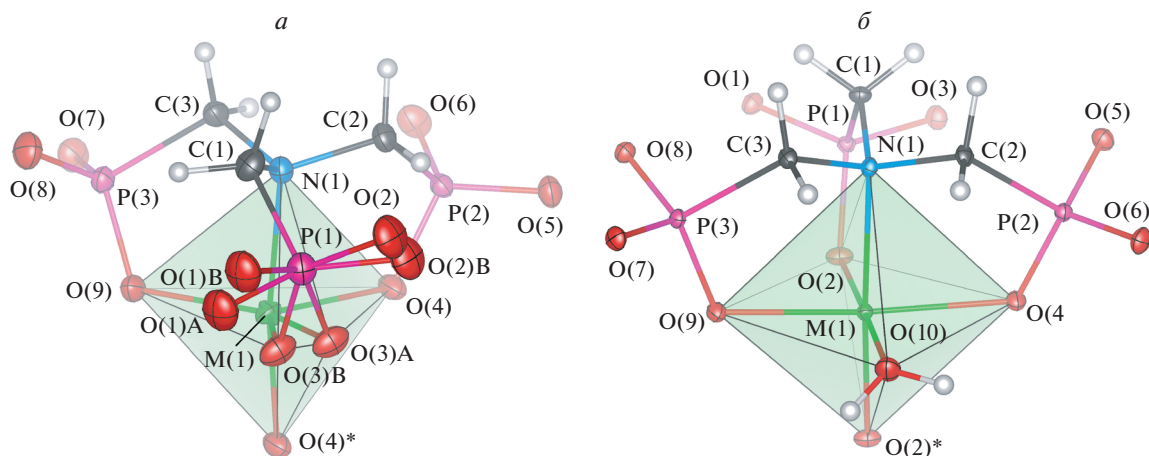 а
O(7)
C(3)
O(6)
C(2)
C(1)
O(8)
N(1)
O(2)
P(3)
P(2)
O(5)
P(1)
O(1)B
O(2)B
O(9)
O(4)
O(1)A
M(1)
O(3)A
O(3)B
O(4)*
б
C(1)
O(1)
P(1)
O(3)
O(5)
O(8)
C(3)
N(1)
C(2)
P(3)
P(2)
O(6)
O(7)
O(2)
O(9)
M(1)
O(10)
O(4)
O(2)*